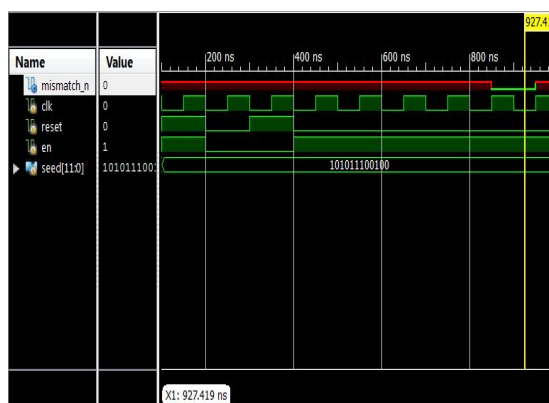 927.41
Name Value
200 ns 400 ns 600 ns 800 ns
mismatch_n 0
clk 0
reset 0
en 1
seed[11:0] 101011100 101011100100
X1: 927.419 ns